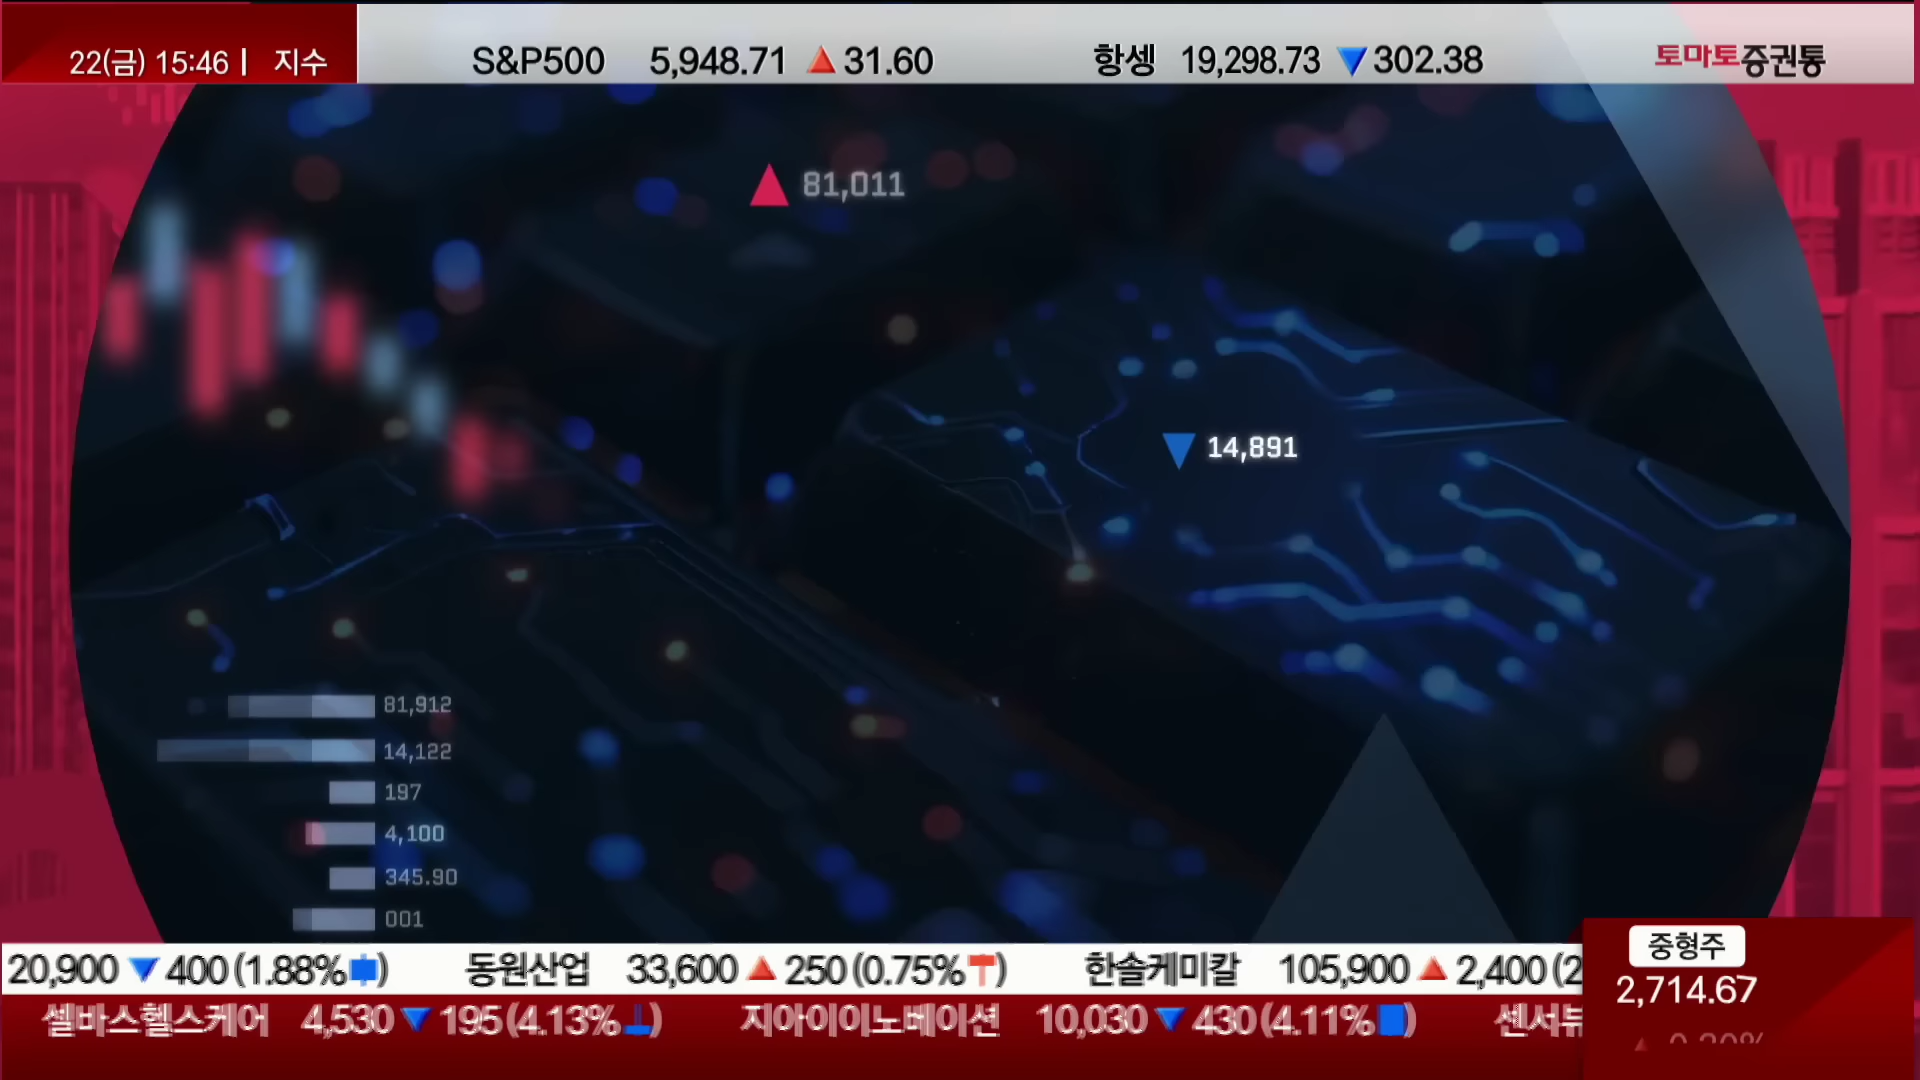 22(금) 15:46 | 지수
S&P500 5,948.71 ▲ 31.60
항셍 19,298.73 ▼ 302.38
토마토증권통
▲ 81,011
▼ 14,891
81,912
14,122
197
4,100
345.90
001
20,900 ▼ 400 (1.88% ) 동원산업 33,600 ▲ 250 (0.75% ) 한솔케미칼 105,900 ▲ 2,400 (2
셀바스헬스케어 4,530 ▼ 195 (4.13% ) 지아이이노베이션 10,030 ▼ 430 (4.11% ) 센서뷰
중형주
2,714.67